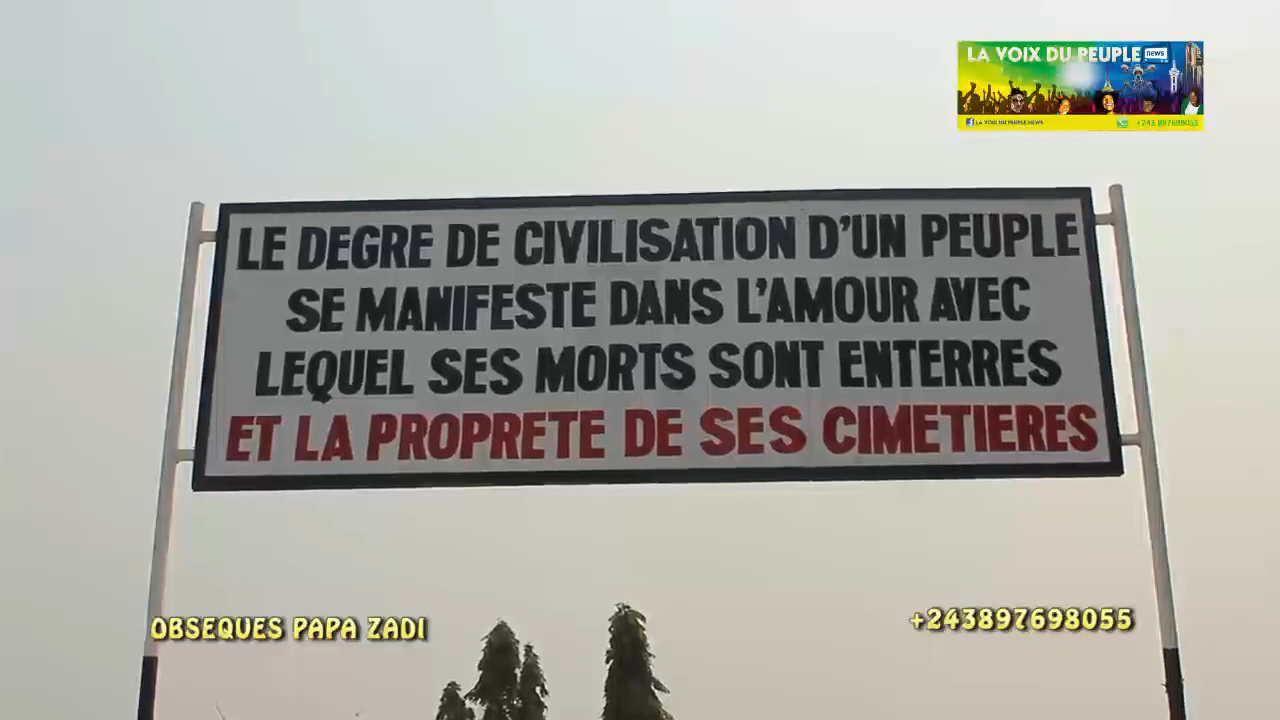 LA VOIX DU PEUPLE news
LA VOIX DU PEUPLE NEWS
+243 897698055
LE DEGRE DE CIVILISATION D'UN PEUPLE
SE MANIFESTE DANS L'AMOUR AVEC
LEQUEL SES MORTS SONT ENTERRES
ET LA PROPRETE DE SES CIMETIERES
OBSEQUES PAPA ZADI
+243897698055